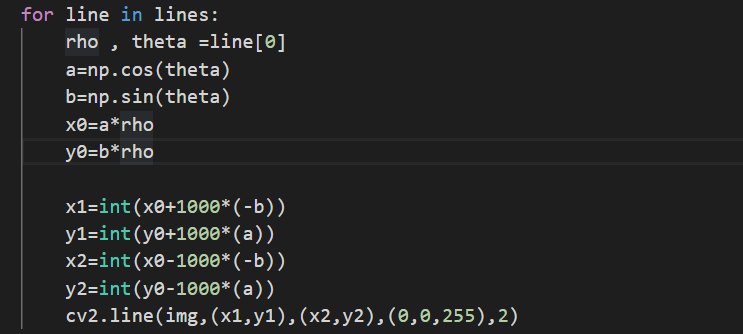 for line in lines:
    rho , theta =line[0]
    a=np.cos(theta)
    b=np.sin(theta)
    x0=a*rho
    y0=b*rho

    x1=int(x0+1000*(-b))
    y1=int(y0+1000*(a))
    x2=int(x0-1000*(-b))
    y2=int(y0-1000*(a))
    cv2.line(img,(x1,y1),(x2,y2),(0,0,255),2)